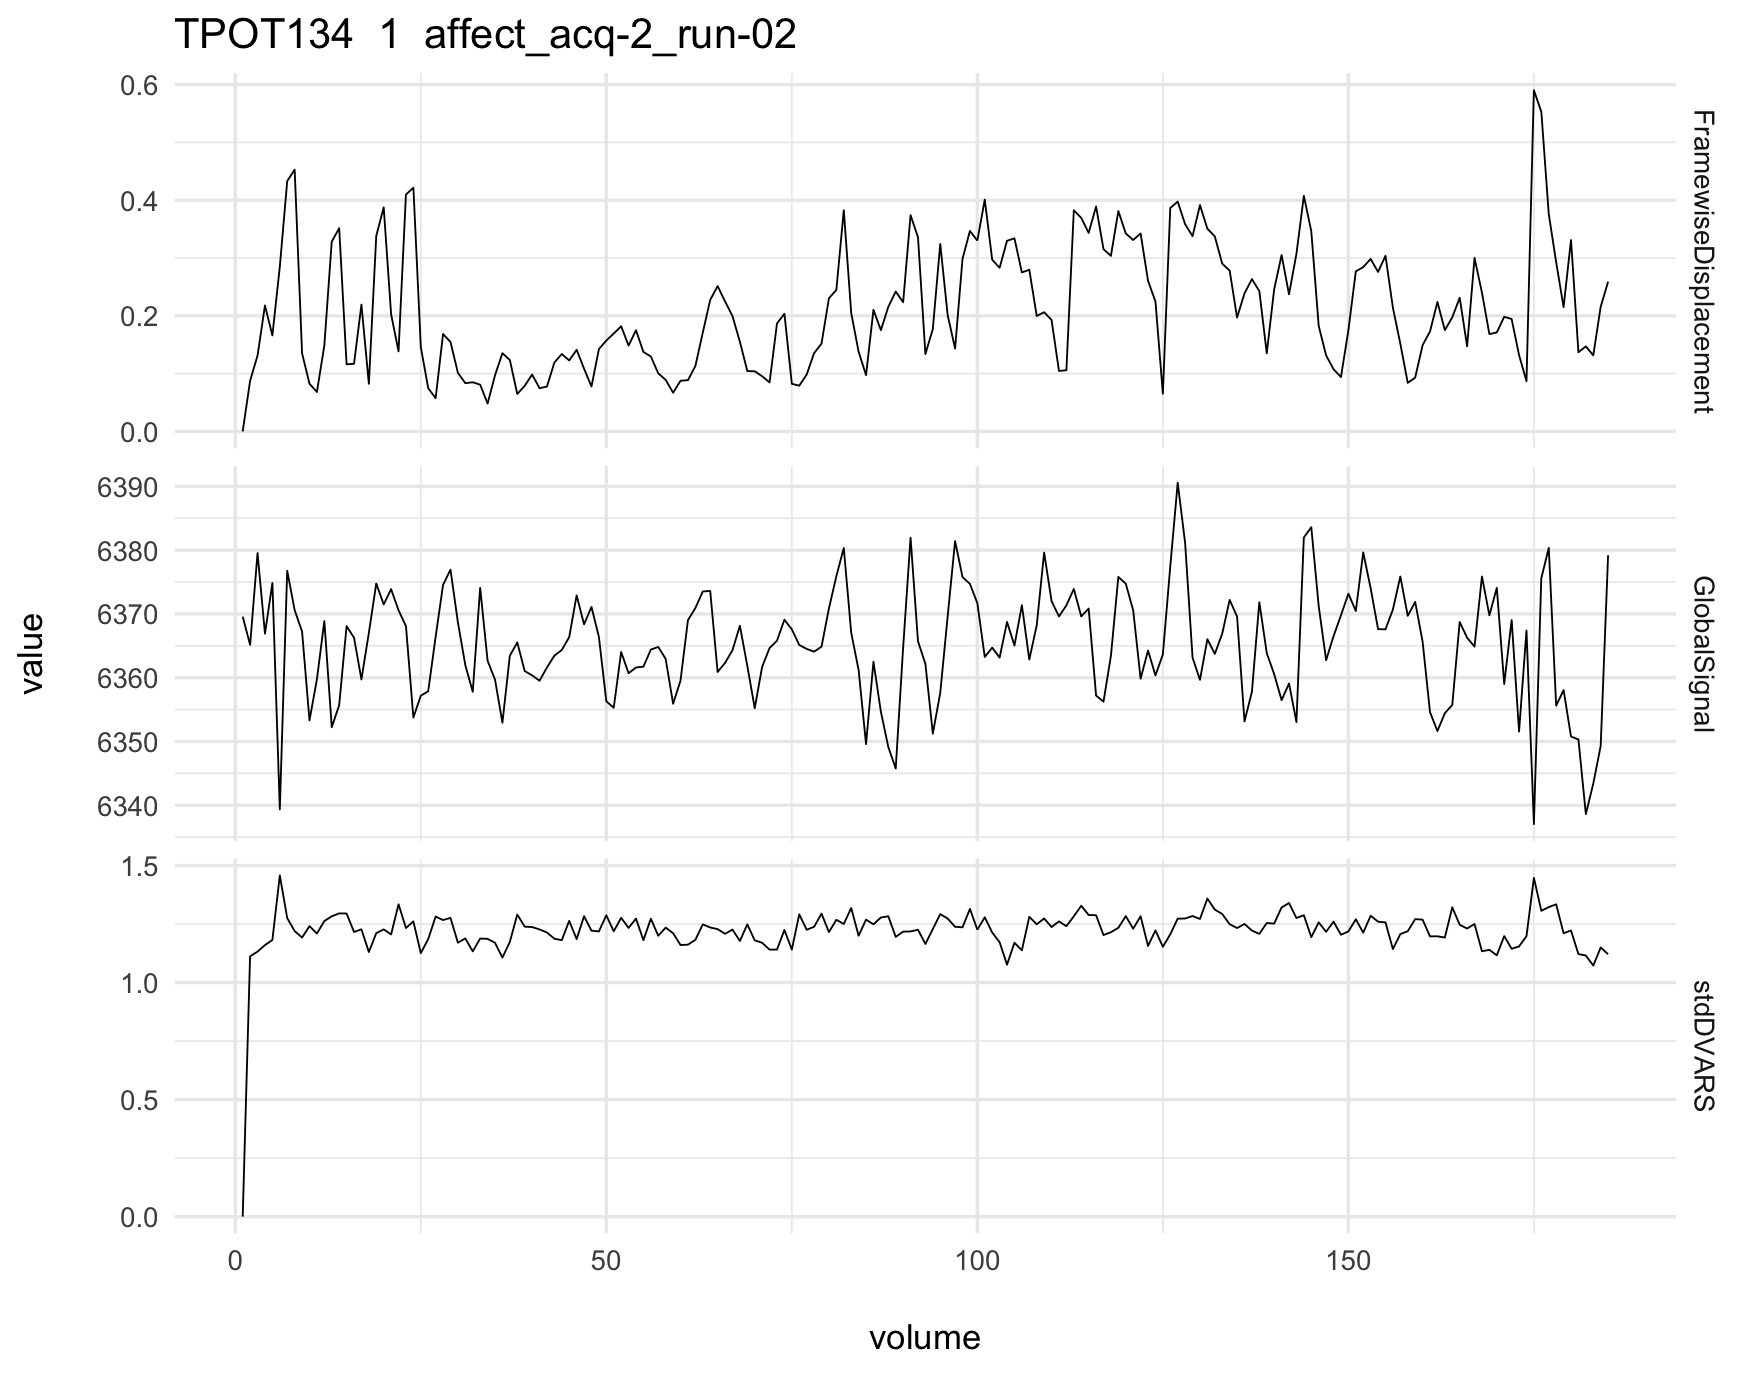 TPOT134 1 affect_acq-2_run-02
0.6
0.4
0.2
0.0
FramewiseDisplacement
6390
6380
6370
6360
6350
6340
GlobalSignal
value
1.5
1.0
0.5
0.0
stdDVARS
0 50 100 150
volume